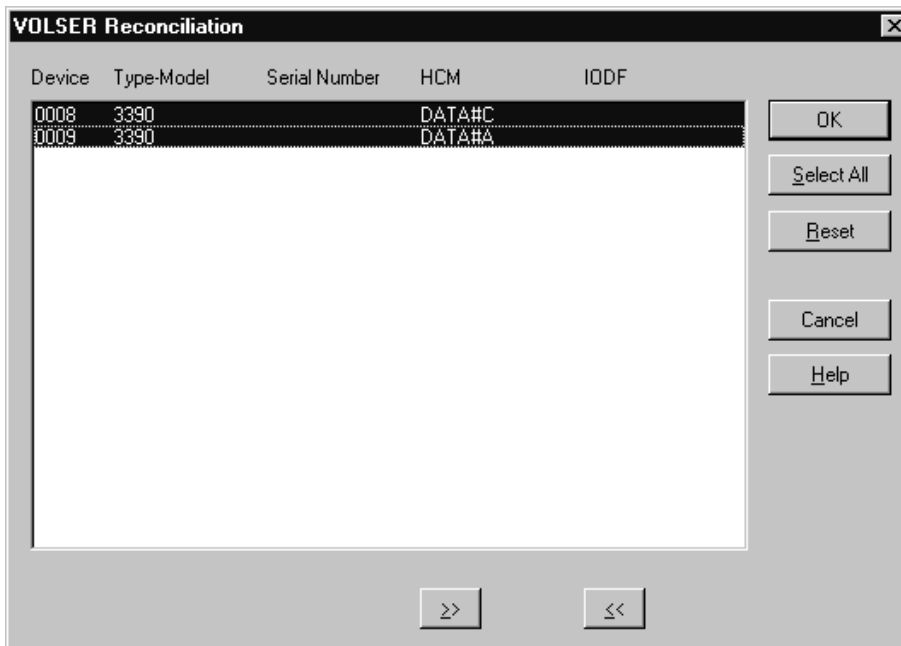 VOLSER Reconciliation
Device Type-Model Serial Number HCM IODF
0008 3390 DATA#C
0009 3390 DATA#A
OK
Select All
Reset
Cancel
Help
>> <<